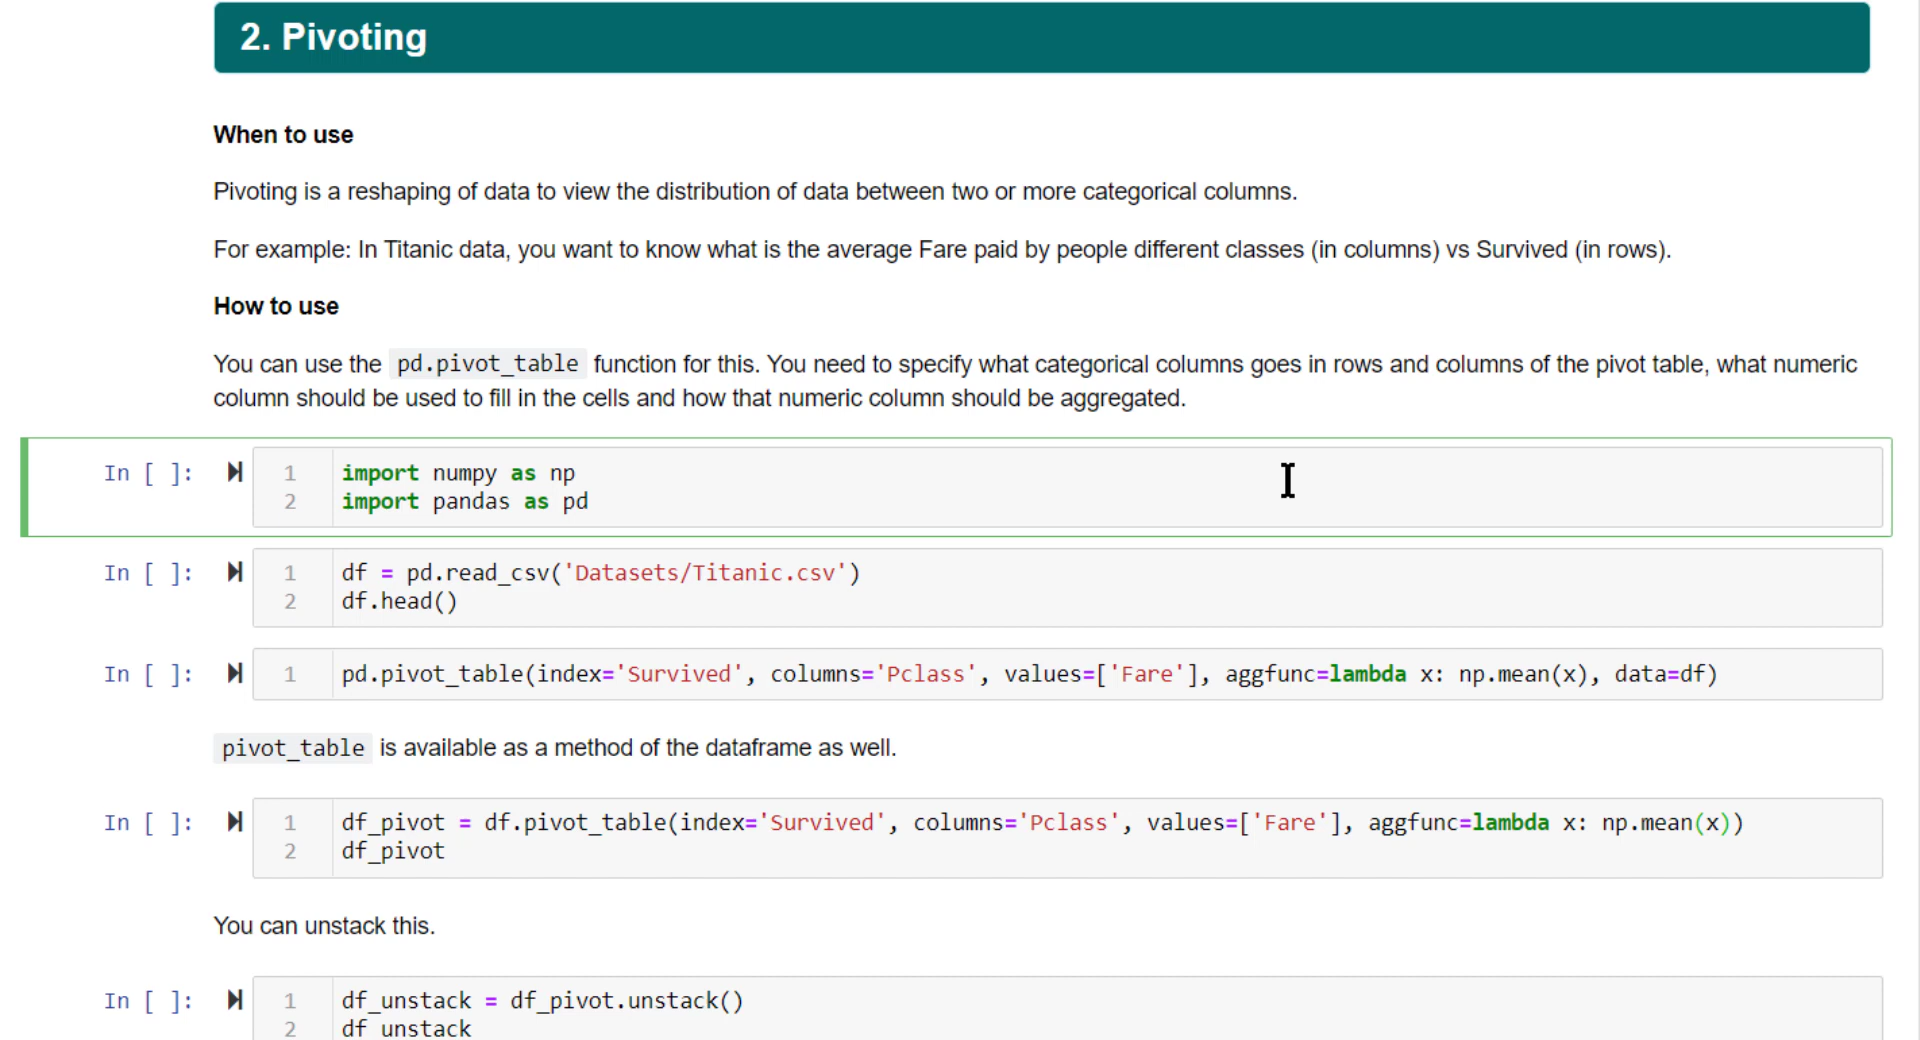 2. Pivoting
When to use
Pivoting is a reshaping of data to view the distribution of data between two or more categorical columns.
For example: In Titanic data, you want to know what is the average Fare paid by people different classes (in columns) vs Survived (in rows).
How to use
You can use the pd.pivot_table function for this. You need to specify what categorical columns goes in rows and columns of the pivot table, what numeric
column should be used to fill in the cells and how that numeric column should be aggregated.
In [ ]: 1 import numpy as np
2 import pandas as pd
In [ ]: 1 df = pd.read_csv('Datasets/Titanic.csv')
2 df.head()
In [ ]: 1 pd.pivot_table(index='Survived', columns='Pclass', values=['Fare'], aggfunc=lambda x: np.mean(x), data=df)
pivot_table is available as a method of the dataframe as well.
In [ ]: 1 df_pivot = df.pivot_table(index='Survived', columns='Pclass', values=['Fare'], aggfunc=lambda x: np.mean(x))
2 df_pivot
You can unstack this.
In [ ]: 1 df_unstack = df_pivot.unstack()
2 df_unstack